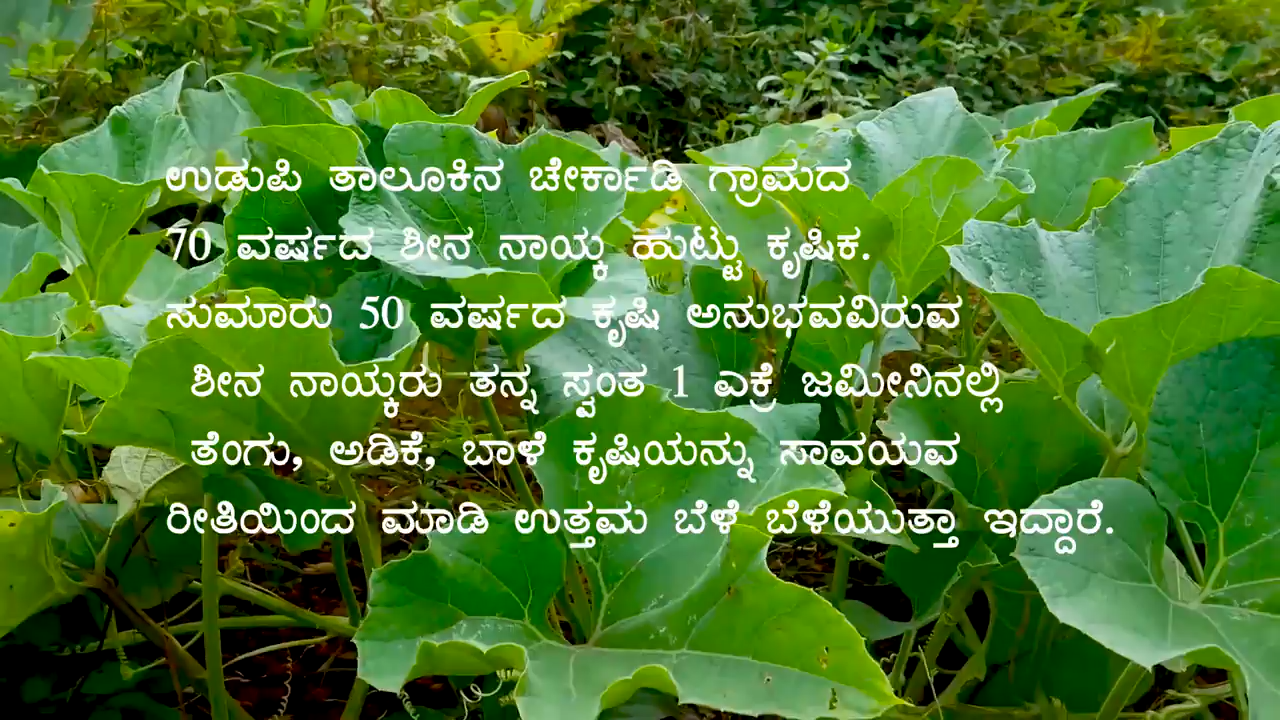 ಉಡುಪಿ ತಾಲೂಕಿನ ಚೇರ್ಕಾಡಿ ಗ್ರಾಮದ
70 ವರ್ಷದ ಶೀನ ನಾಯ್ಕ ಹುಟ್ಟು ಕೃಷಿಕ.
ಸುಮಾರು 50 ವರ್ಷದ ಕೃಷಿ ಅನುಭವವಿರುವ
ಶೀನ ನಾಯ್ಕರು ತನ್ನ ಸ್ವಂತ 1 ಎಕ್ರೆ ಜಮೀನಿನಲ್ಲಿ
ತೆಂಗು, ಅಡಿಕೆ, ಬಾಳೆ ಕೃಷಿಯನ್ನು ಸಾವಯವ
ರೀತಿಯಿಂದ ಮಾಡಿ ಉತ್ತಮ ಬೆಳೆ ಬೆಳೆಯುತ್ತಾ ಇದ್ದಾರೆ.